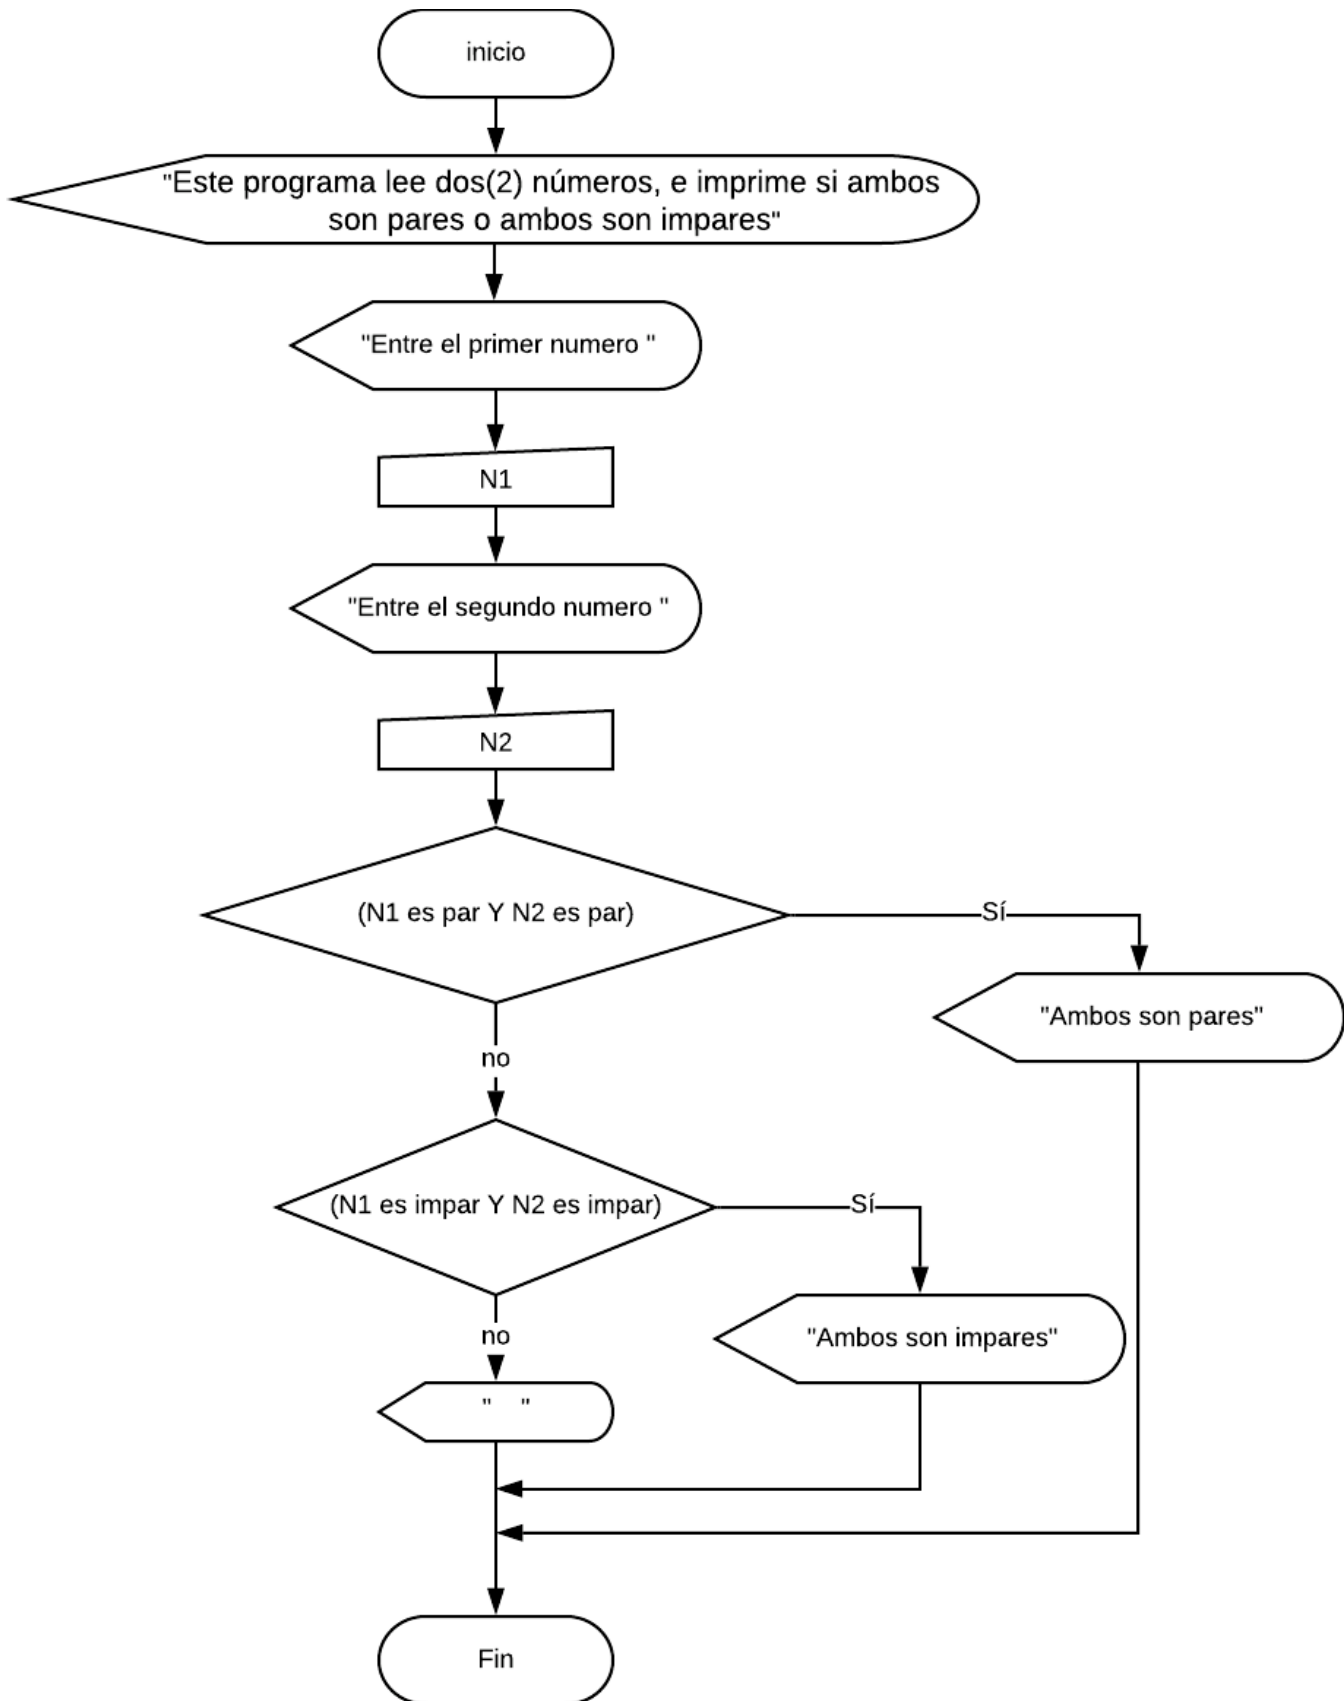 inicio
"Este programa lee dos(2) números, e imprime si ambos
son pares o ambos son impares"
"Entre el primer numero "
N1
"Entre el segundo numero "
N2
(N1 es par Y N2 es par)
Sí
"Ambos son pares"
no
(N1 es impar Y N2 es impar)
Sí
"Ambos son impares"
no
"    "
Fin